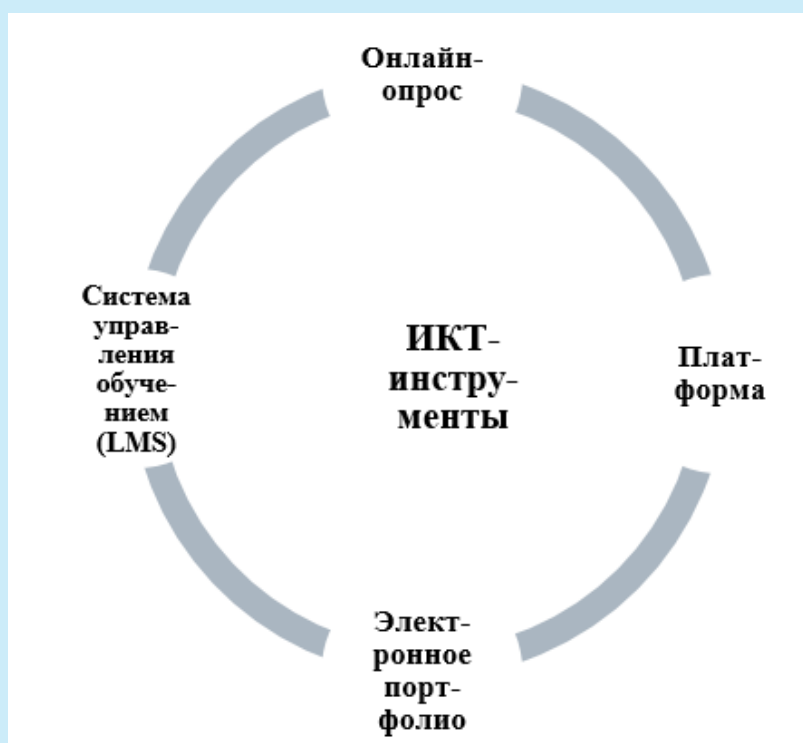 Онлайн-
опрос
Система
управ-
ления
обуче-
нием
(LMS)
ИКТ-
инстру-
менты
Плат-
форма
Элект-
ронное
порт-
фолио